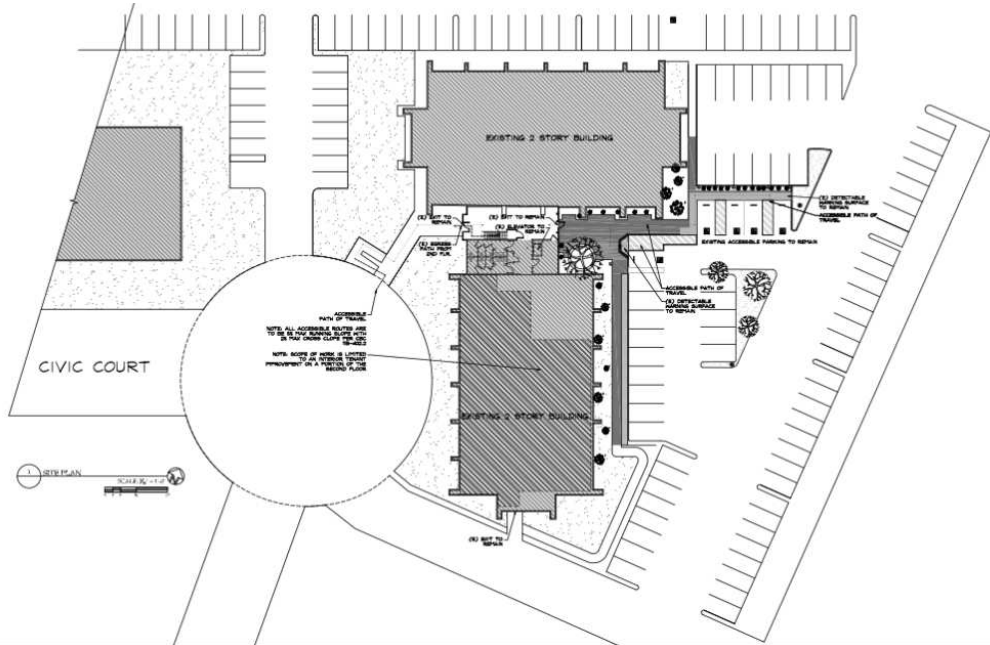 EXISTING 2 STORY BUILDING
(E) DETECTABLE
WARNING SURFACE
TO REMAIN
ACCESSIBLE PATH OF
TRAVEL
(E) EXIT TO
REMAIN
(E) EXIT TO REMAIN
(E) ELEVATOR TO
REMAIN
(E) EGRESS
PATH FROM
2ND FLR.
EXISTING ACCESSIBLE PARKING TO REMAIN
ACCESSIBLE PATH OF
TRAVEL
(E) DETECTABLE
WARNING SURFACE
TO REMAIN
ACCESSIBLE
PATH OF TRAVEL
NOTE: ALL ACCESSIBLE ROUTES ARE
TO BE 5% MAX RUNNING SLOPE WITH
2% MAX CROSS SLOPE PER CBC
NOTE: SCOPE OF WORK IS LIMITED
TO AN INTERIOR TENANT
IMPROVEMENT ON A PORTION OF THE
SECOND FLOOR
CIVIC COURT
EXISTING 2 STORY BUILDING
1
SITE PLAN
(E) EXIT TO
REMAIN